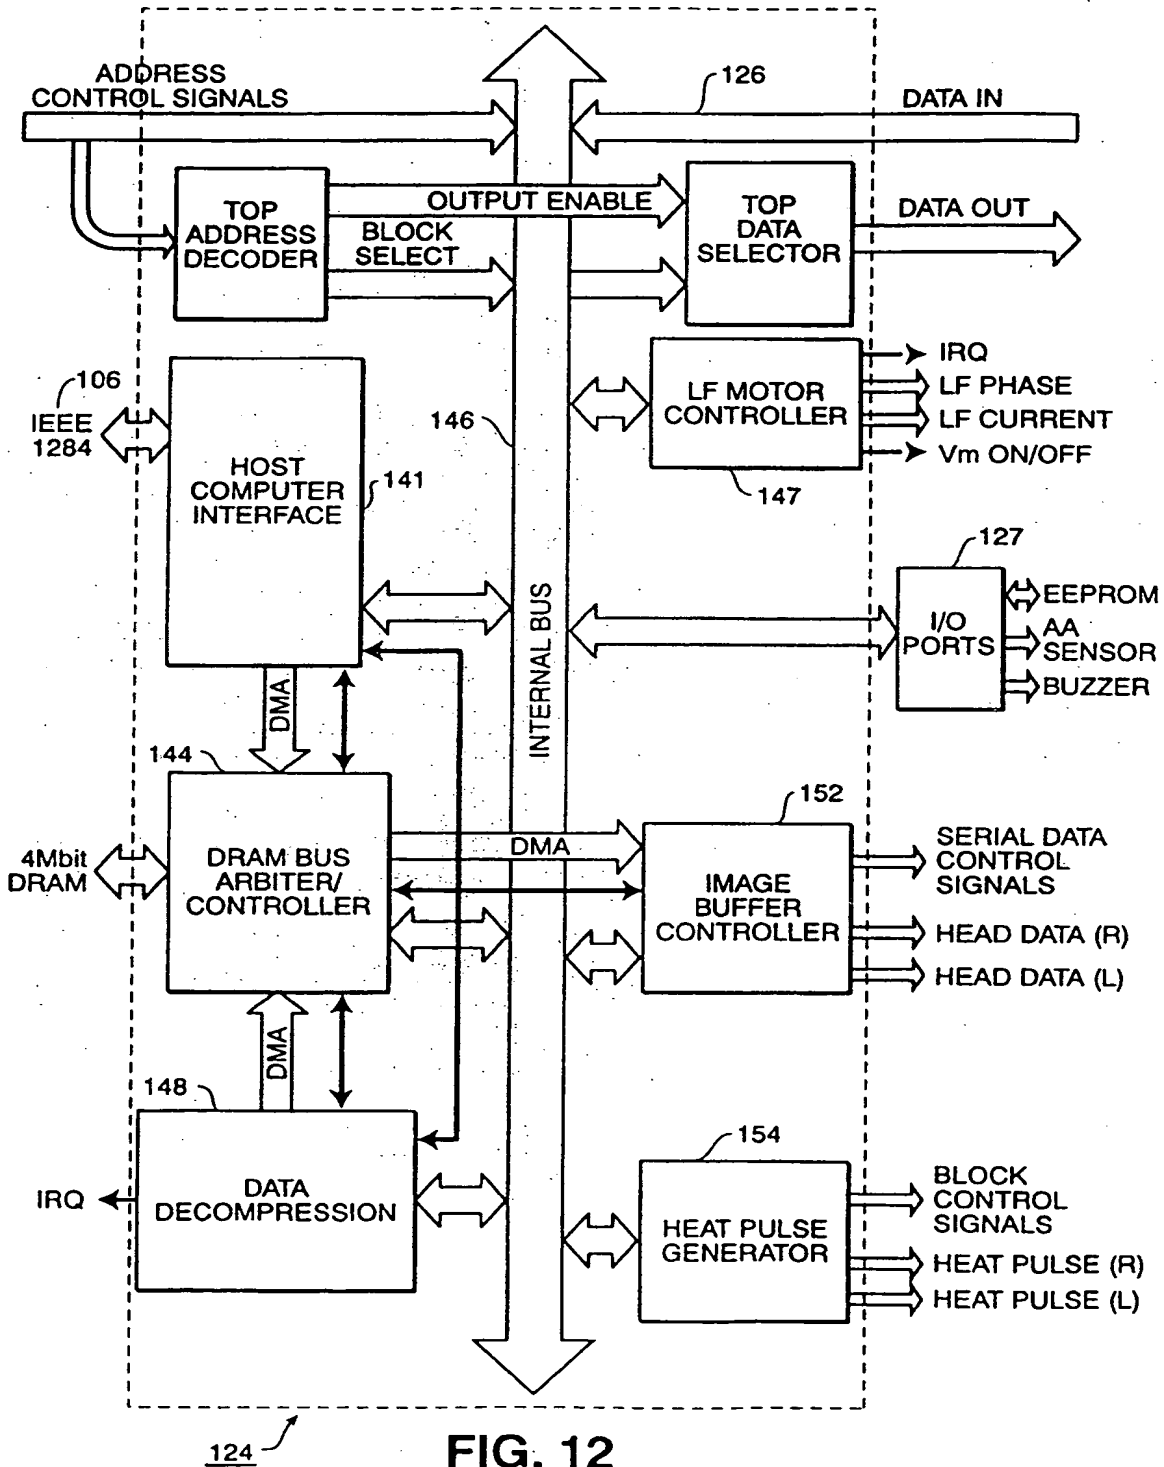 ADDRESS
CONTROL SIGNALS
126
DATA IN
TOP
ADDRESS
DECODER
OUTPUT ENABLE
BLOCK
SELECT
TOP
DATA
SELECTOR
DATA OUT
106
IEEE
1284
HOST
COMPUTER
INTERFACE
141
146
LF MOTOR
CONTROLLER
147
IRQ
LF PHASE
LF CURRENT
Vm ON/OFF
127
I/O
PORTS
EEPROM
AA
SENSOR
BUZZER
INTERNAL BUS
DMA
144
4Mbit
DRAM
DRAM BUS
ARBITER/
CONTROLLER
DMA
152
IMAGE
BUFFER
CONTROLLER
SERIAL DATA
CONTROL
SIGNALS
HEAD DATA (R)
HEAD DATA (L)
DMA
148
IRQ
DATA
DECOMPRESSION
154
HEAT PULSE
GENERATOR
BLOCK
CONTROL
SIGNALS
HEAT PULSE (R)
HEAT PULSE (L)
124
FIG. 12